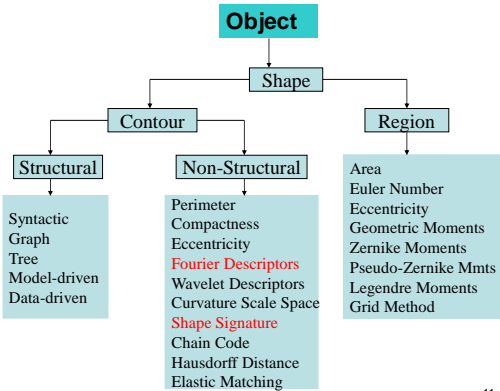 Object
Shape
Contour
Region
Structural
Non-Structural
Syntactic
Graph
Tree
Model-driven
Data-driven
Perimeter
Compactness
Eccentricity
Fourier Descriptors
Wavelet Descriptors
Curvature Scale Space
Shape Signature
Chain Code
Hausdorff Distance
Elastic Matching
Area
Euler Number
Eccentricity
Geometric Moments
Zernike Moments
Pseudo-Zernike Mmts
Legendre Moments
Grid Method